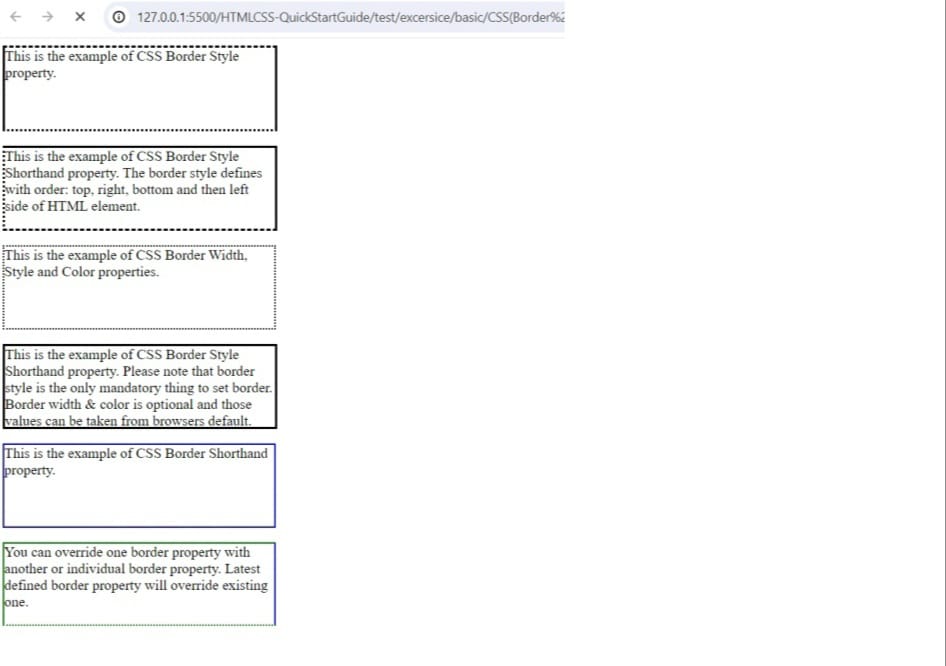 127.0.0.1:5500/HTMLCSS-QuickStartGuide/test/excersice/basic/CSS(Border%2
This is the example of CSS Border Style
property.
This is the example of CSS Border Style
Shorthand property. The border style defines
with order: top, right, bottom and then left
side of HTML element.
This is the example of CSS Border Width,
Style and Color properties.
This is the example of CSS Border Style
Shorthand property. Please note that border
style is the only mandatory thing to set border.
Border width & color is optional and those
values can be taken from browsers default.
This is the example of CSS Border Shorthand
property.
You can override one border property with
another or individual border property. Latest
defined border property will override existing
one.